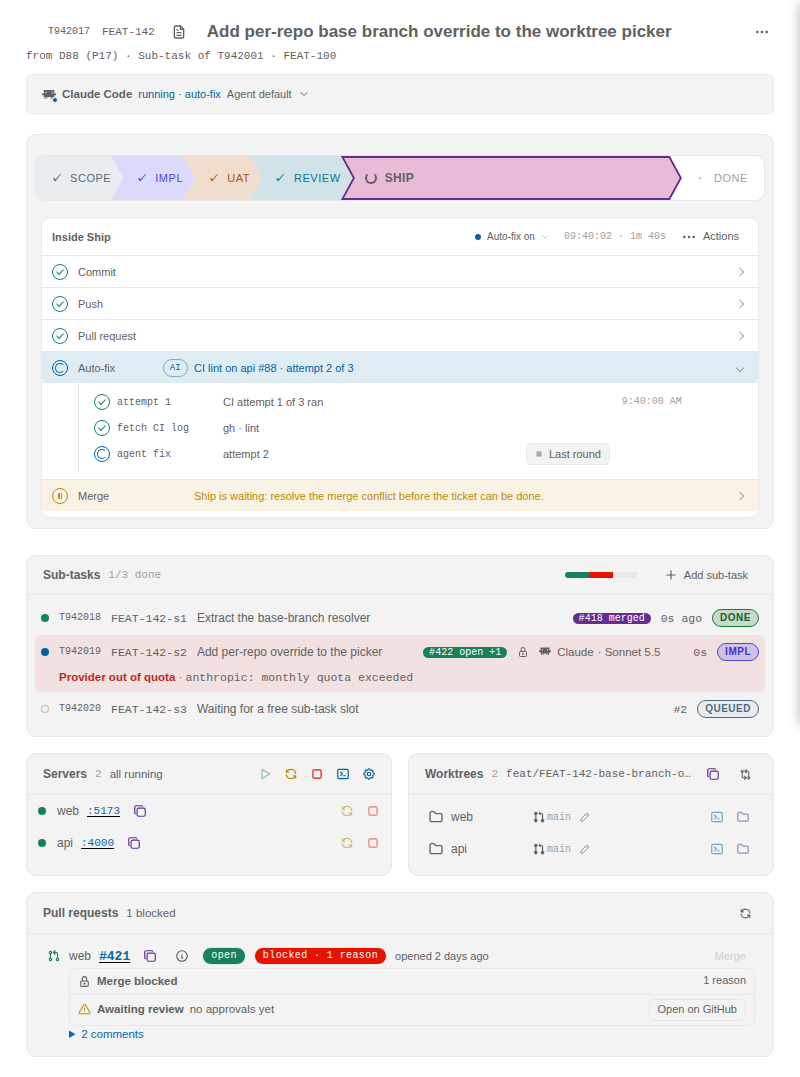 T942017 FEAT-142 Add per-repo base branch override to the worktree picker
from D88 (P17) · Sub-task of T942001 · FEAT-100
Claude Code running · auto-fix Agent default
SCOPE IMPL UAT REVIEW SHIP DONE
Inside Ship Auto-fix on 09:40:02 · 1m 40s Actions
Commit
Push
Pull request
Auto-fix AI CI lint on api #88 · attempt 2 of 3
attempt 1 CI attempt 1 of 3 ran 9:40:00 AM
fetch CI log gh · lint
agent fix attempt 2 Last round
Merge Ship is waiting: resolve the merge conflict before the ticket can be done.
Sub-tasks 1/3 done Add sub-task
T942018 FEAT-142-s1 Extract the base-branch resolver #418 merged 0s ago DONE
T942019 FEAT-142-s2 Add per-repo override to the picker #422 open +1 Claude · Sonnet 5.5 0s IMPL
Provider out of quota · anthropic: monthly quota exceeded
T942020 FEAT-142-s3 Waiting for a free sub-task slot #2 QUEUED
Servers 2 all running
web :5173
api :4000
Worktrees 2 feat/FEAT-142-base-branch-o…
web main
api main
Pull requests 1 blocked
web #421 open blocked · 1 reason opened 2 days ago Merge
Merge blocked 1 reason
Awaiting review no approvals yet Open on GitHub
2 comments